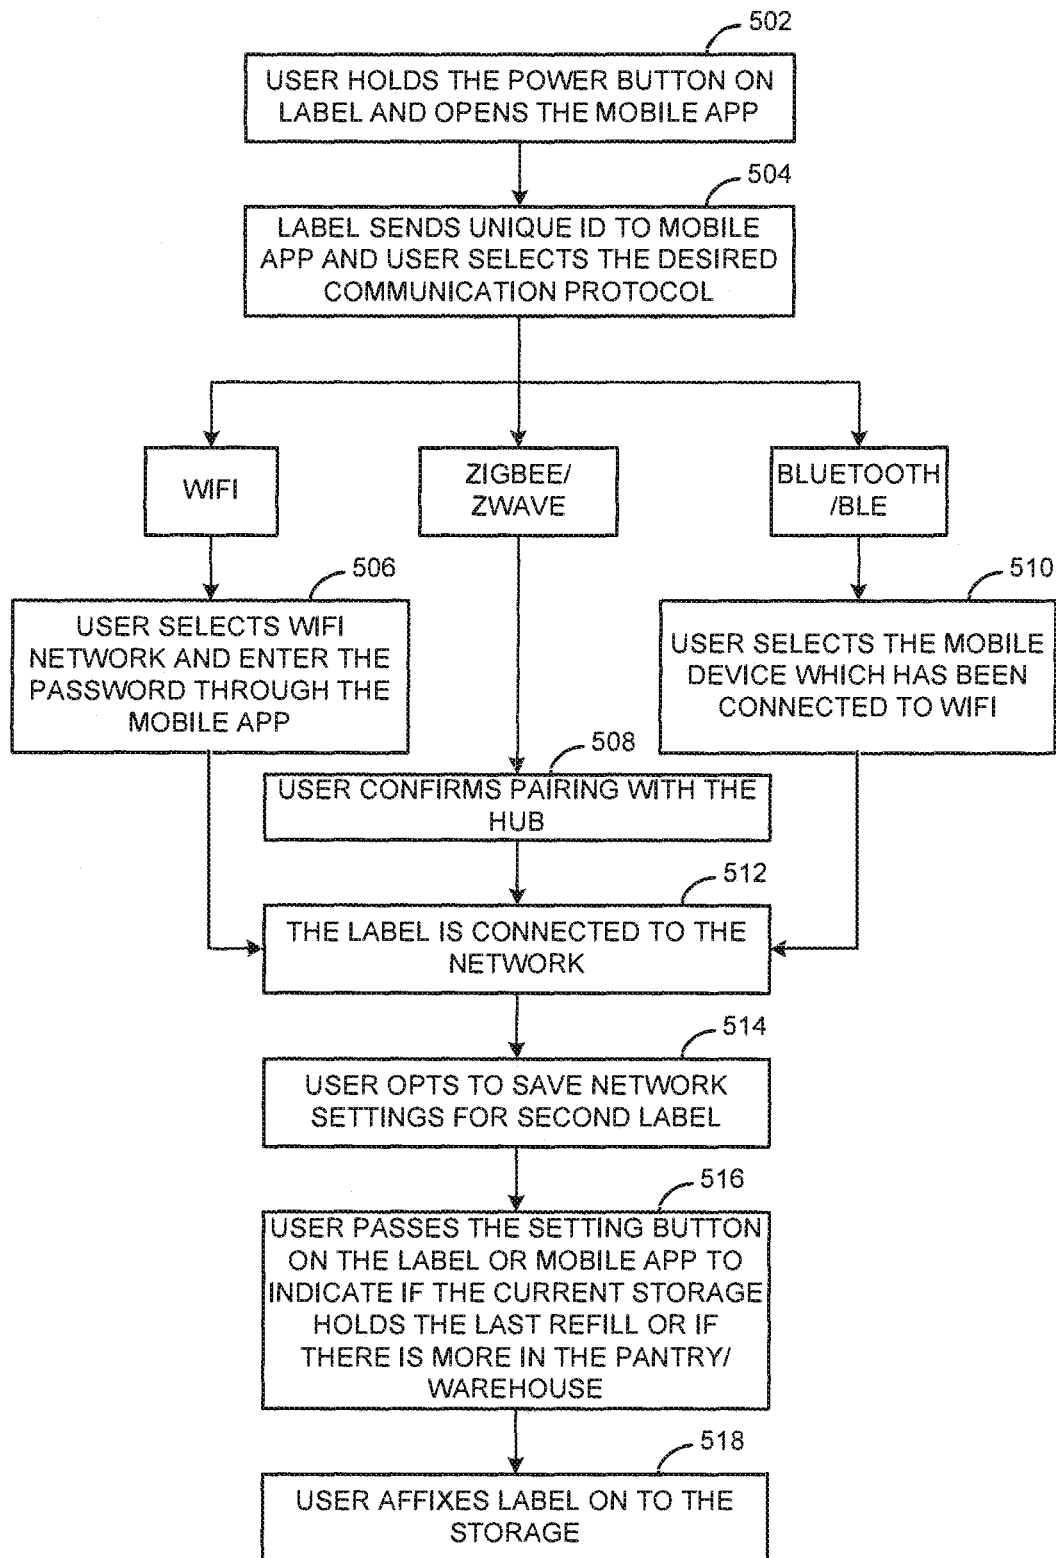 502
USER HOLDS THE POWER BUTTON ON
LABEL AND OPENS THE MOBILE APP
504
LABEL SENDS UNIQUE ID TO MOBILE
APP AND USER SELECTS THE DESIRED
COMMUNICATION PROTOCOL
WIFI
ZIGBEE/
ZWAVE
BLUETOOTH
/BLE
506
USER SELECTS WIFI
NETWORK AND ENTER THE
PASSWORD THROUGH THE
MOBILE APP
510
USER SELECTS THE MOBILE
DEVICE WHICH HAS BEEN
CONNECTED TO WIFI
508
USER CONFIRMS PAIRING WITH THE
HUB
512
THE LABEL IS CONNECTED TO THE
NETWORK
514
USER OPTS TO SAVE NETWORK
SETTINGS FOR SECOND LABEL
516
USER PASSES THE SETTING BUTTON
ON THE LABEL OR MOBILE APP TO
INDICATE IF THE CURRENT STORAGE
HOLDS THE LAST REFILL OR IF
THERE IS MORE IN THE PANTRY/
WAREHOUSE
518
USER AFFIXES LABEL ON TO THE
STORAGE